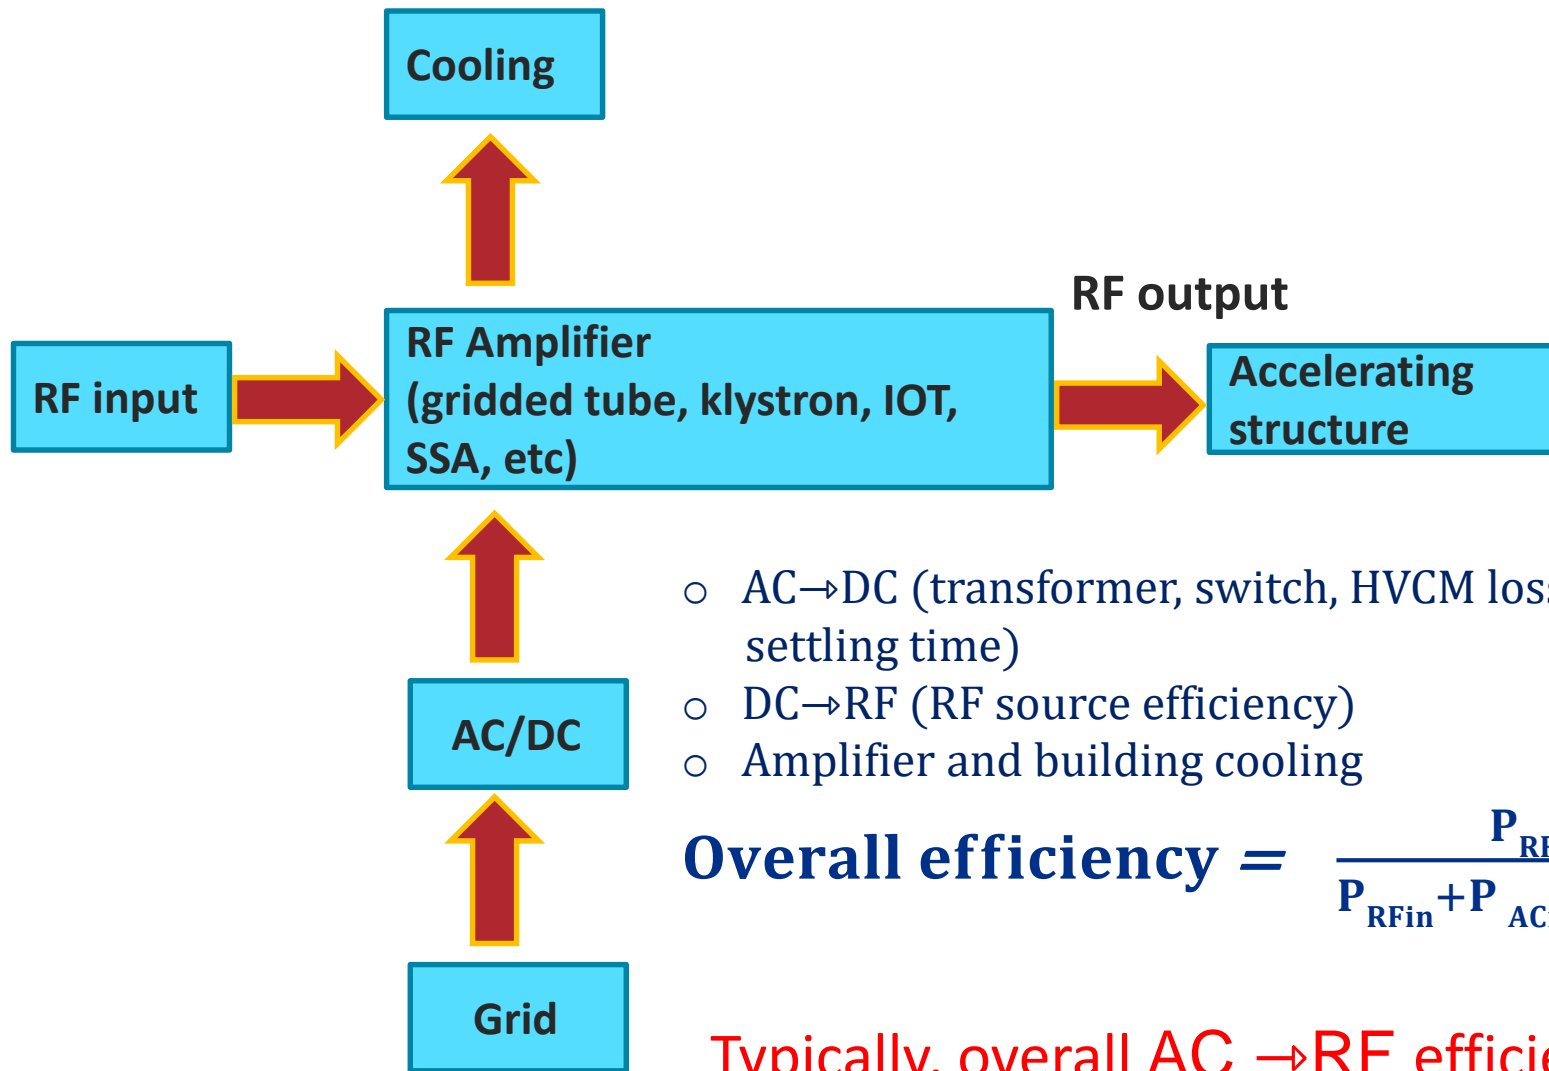 Cooling
RF output
RF input
RF Amplifier
(gridded tube, klystron, IOT,
SSA, etc)
Accelerating
structure
○ AC→DC (transformer, switch, HVCM
settling time)
○ DC→RF (RF source efficiency)
○ Amplifier and building cooling
AC/DC
Overall efficiency =
P_RFin + P
Grid
Typically, overall AC →RF